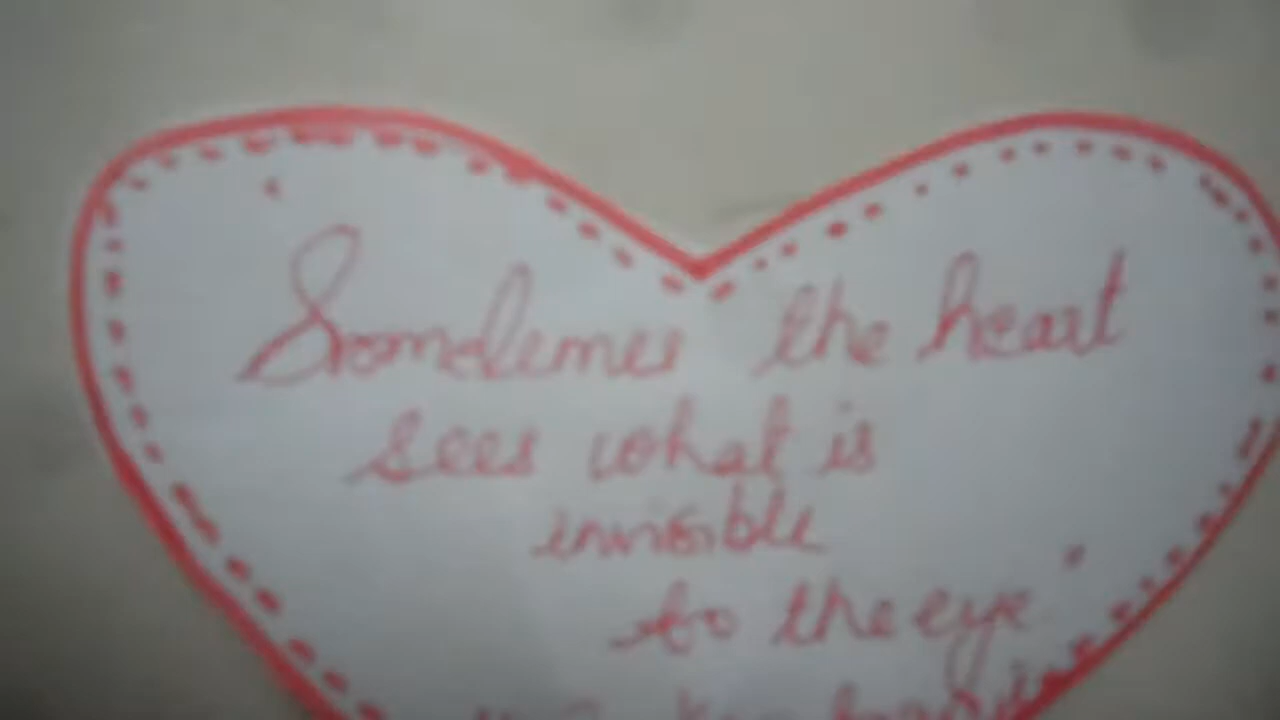 'Sometimes the heart
sees what is
invisible
to the eye'